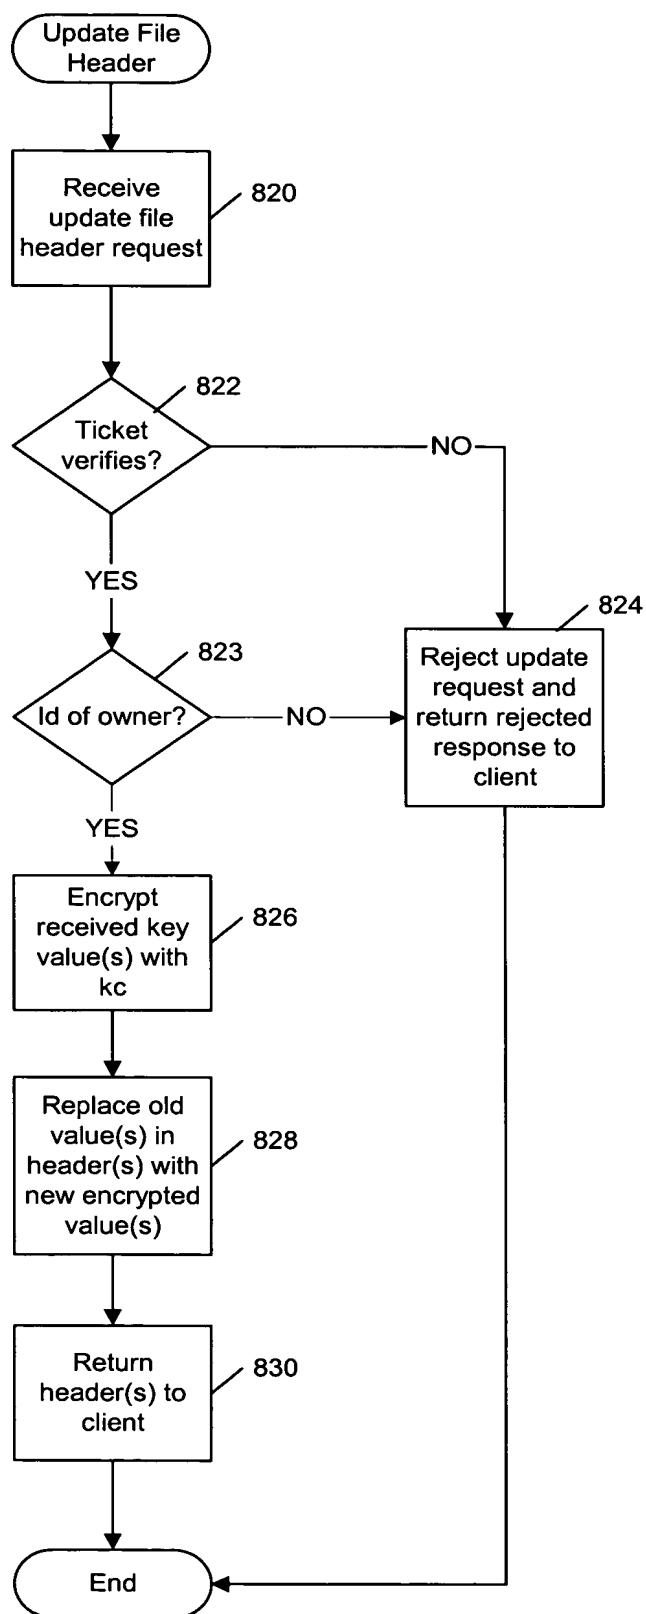 Update File
Header
Receive
update file
header request
820
822
Ticket
verifies?
NO
YES
823
Id of owner?
NO
824
Reject update
request and
return rejected
response to
client
YES
Encrypt
received key
value(s) with
kc
826
Replace old
value(s) in
header(s) with
new encrypted
value(s)
828
Return
header(s) to
client
830
End